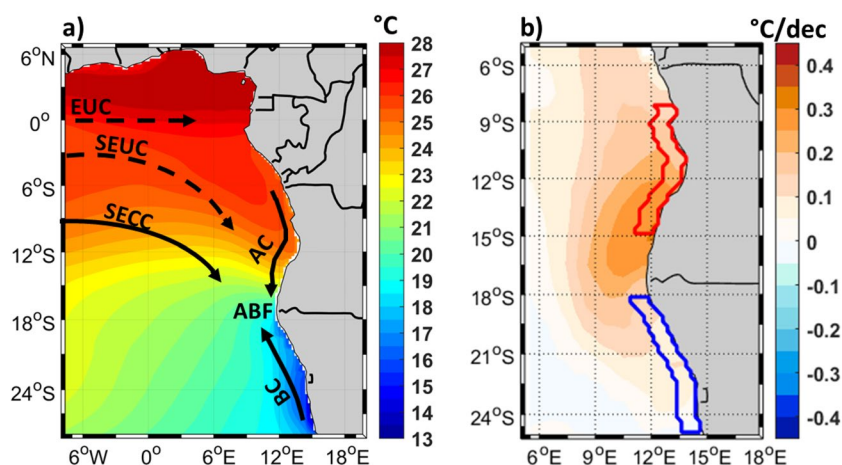 a) °C
6°N
0°
6°S
12°S
18°S
24°S
6°W 0° 6°E 12°E 18°E
EUC
SEUC
SECC
AC
ABF
BC
28
27
26
25
24
23
22
21
20
19
18
17
16
15
14
13
b) °C/dec
6°S
9°S
12°S
15°S
18°S
21°S
24°S
6°E 9°E 12°E 15°E 18°E
0.4
0.3
0.2
0.1
0
-0.1
-0.2
-0.3
-0.4